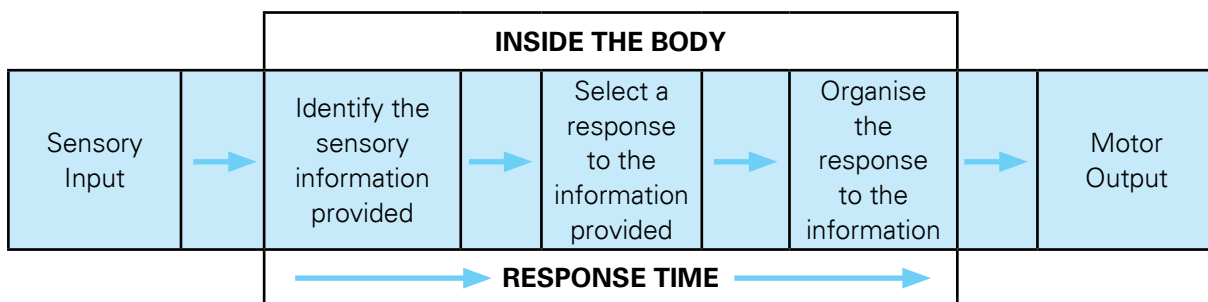 INSIDE THE BODY
Sensory
Input
Identify the
sensory
information
provided
Select a
response
to the
information
provided
Organise
the
response
to the
information
Motor
Output
RESPONSE TIME